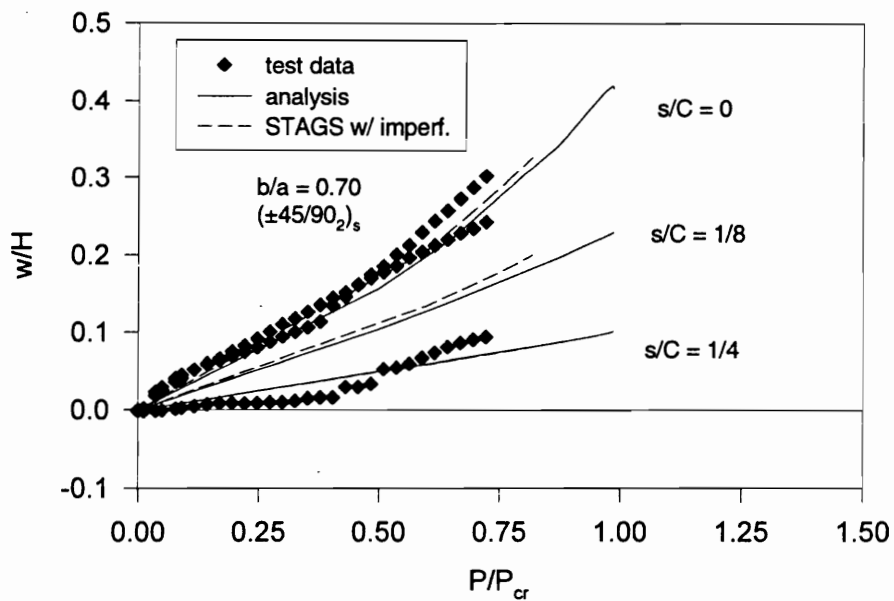 0.5
0.4
0.3
0.2
0.1
0.0
-0.1
w/H
test data
analysis
STAGS w/ imperf.
b/a = 0.70
(±45/90₂)ₛ
s/C = 0
s/C = 1/8
s/C = 1/4
0.00 0.25 0.50 0.75 1.00 1.25 1.50
P/P꜀ᵣ